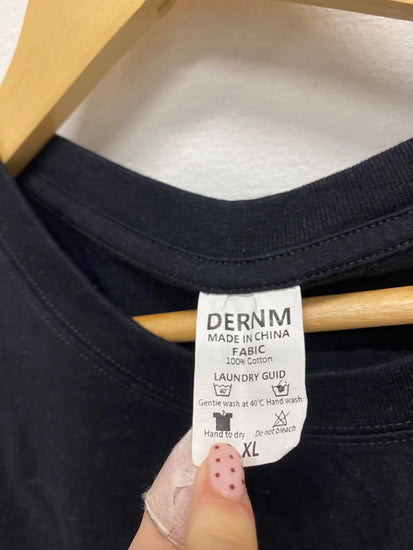 DERNM
MADE IN CHINA
FABIC
100% Cotton
LAUNDRY GUID
40°
Gentle wash at 40℃ Hand wash
Hand to dry Do not bleach
XL